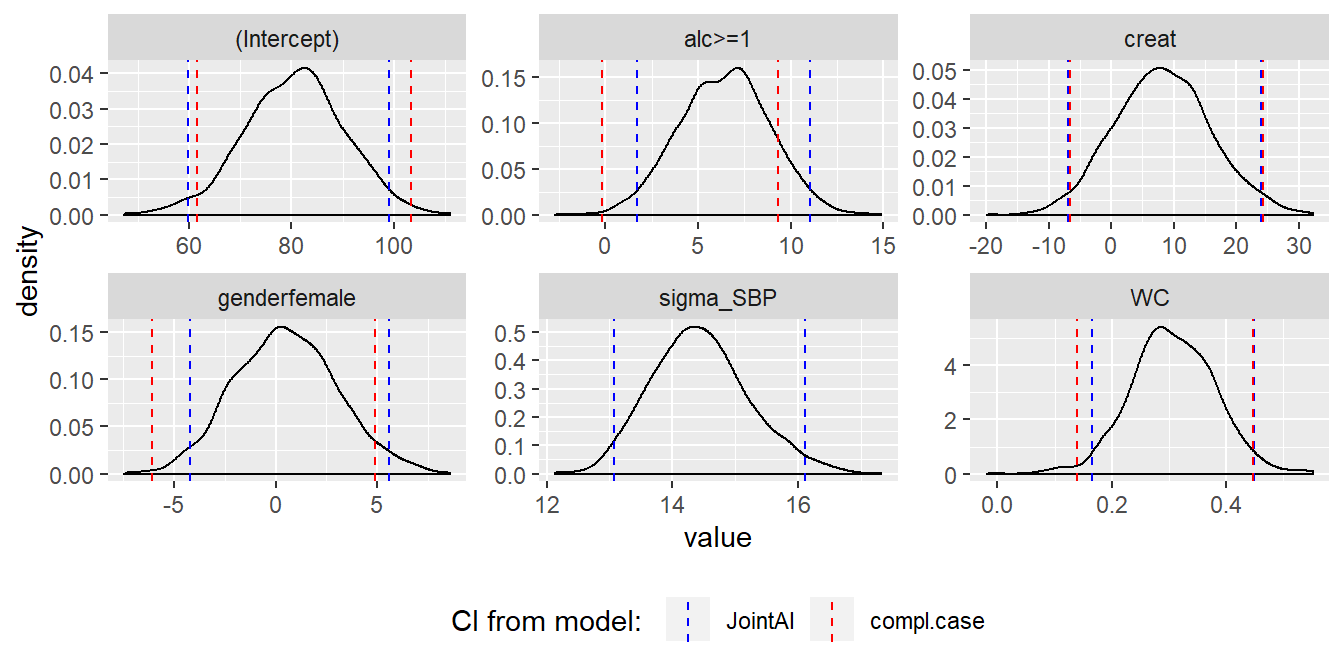 (Intercept) alc>=1 creat
0.04 0.15 0.05
0.03 0.10 0.04
0.02 0.05 0.03
0.01 0.00 0.02
0.00 0.01
0.00
60 80 100 0 5 10 15 -20 -10 0 10 20 30
density
genderfemale sigma_SBP WC
0.15 0.5 4
0.10 0.4 2
0.05 0.3 0
0.00 0.2
0.1
0.0
-5 0 5 12 14 16 0.0 0.2 0.4
value
CI from model: JointAI compl.case